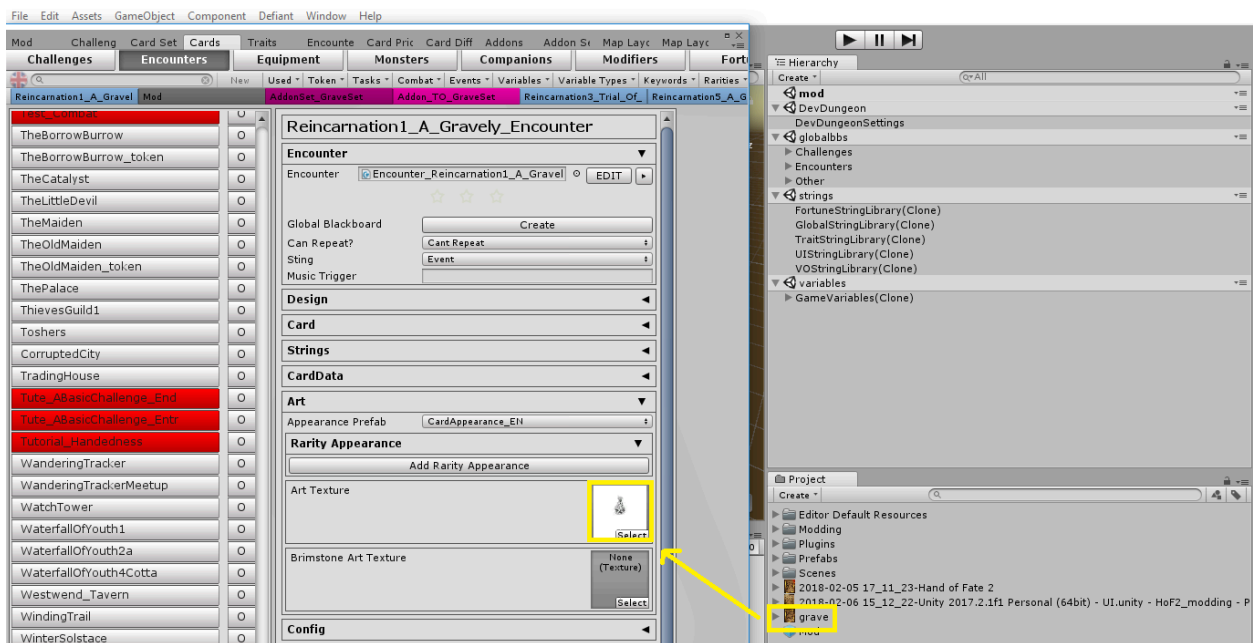 File Edit Assets GameObject Component Defiant Window Help
Mod Challeng Card Set Cards Traits Encounte Card Pric Card Diff Addons Addon Se Map Layc Map Layc
Challenges Encounters Equipment Monsters Companions Modifiers Fort
New Used Token Tasks Combat Events Variables Variable Types Keywords Rarities
Reincarnation1_A_Gravel Mod AddonSet_GraveSet Addon_TO_GraveSet Reincarnation3_Trial_Of_ Reincarnation5_A_G
Test_Combat O
TheBorrowBurrow O
TheBorrowBurrow_token O
TheCatalyst O
TheLittleDevil O
TheMaiden O
TheOldMaiden O
TheOldMaiden_token O
ThePalace O
ThievesGuild1 O
Toshers O
CorruptedCity O
TradingHouse O
Tute_ABasicChallenge_End O
Tute_ABasicChallenge_Entr O
Tutorial_Handedness O
WanderingTracker O
WanderingTrackerMeetup O
WatchTower O
WaterfallOfYouth1 O
WaterfallOfYouth2a O
WaterfallOfYouth4Cotta O
Westwend_Tavern O
WindingTrail O
WinterSolstace O
Reincarnation1_A_Gravely_Encounter
Encounter
Encounter Encounter_Reincarnation1_A_Gravel EDIT
Global Blackboard Create
Can Repeat? Cant Repeat
Sting Event
Music Trigger
Design
Card
Strings
CardData
Art
Appearance Prefab CardAppearance_EN
Rarity Appearance
Add Rarity Appearance
Art Texture
Select
Brimstone Art Texture None
(Texture)
Select
Config
Hierarchy
Create All
mod
DevDungeon
DevDungeonSettings
globalbbs
Challenges
Encounters
Other
strings
FortuneStringLibrary(Clone)
GlobalStringLibrary(Clone)
TraitStringLibrary(Clone)
UIStringLibrary(Clone)
VOStringLibrary(Clone)
variables
GameVariables(Clone)
Project
Create
Editor Default Resources
Modding
Plugins
Prefabs
Scenes
2018-02-05 17_11_23-Hand of Fate 2
2018-02-06 15_12_22-Unity 2017.2.1f1 Personal (64bit) - UI.unity - HoF2_modding - P
grave
Mod